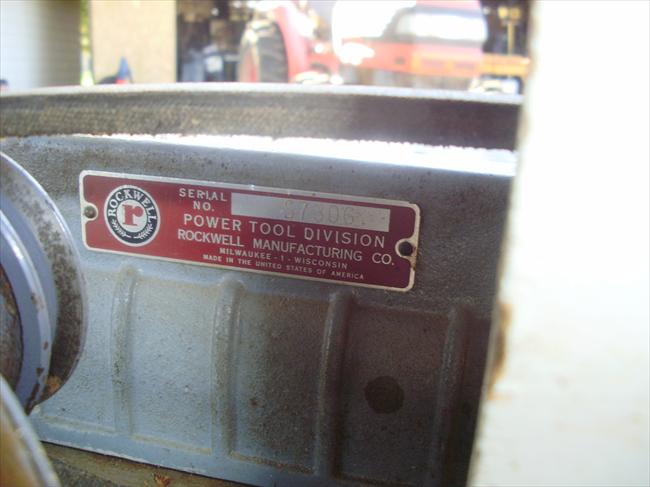 ROCKWELL
r
SERIAL
NO.
POWER TOOL DIVISION
ROCKWELL MANUFACTURING CO.
MILWAUKEE - 1 - WISCONSIN
MADE IN THE UNITED STATES OF AMERICA